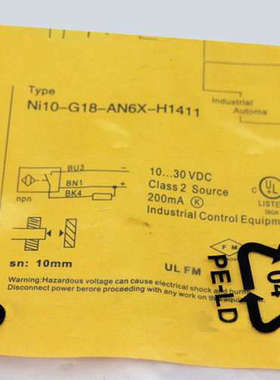 Type
Ni10-G18-AN6X-H1411
Industrial
Automa
BU3
BN1
BK4
npn
10...30 VDC
Class 2 Source
200mA K
Industrial Control Equipm
UL
LISTE
sn: 10mm
UL FM
FM
Warning:Hazardous voltage can cause electrical shock and burns
Disconnect power before proceeding with any work on this equipment
PE-LD
04